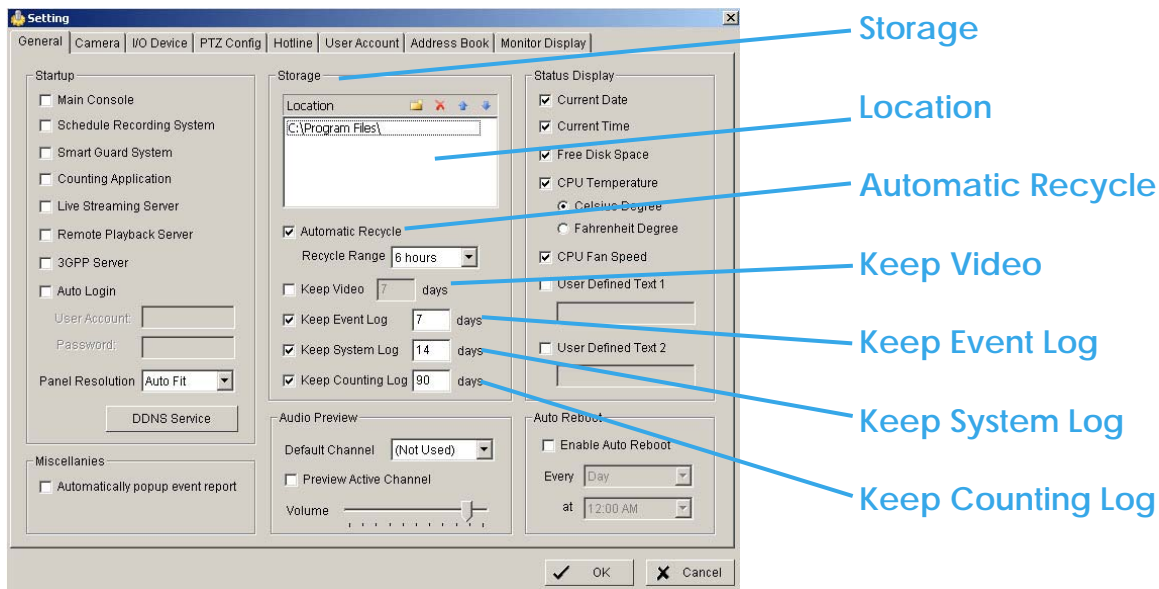 Setting
General Camera I/O Device PTZ Config Hotline User Account Address Book Monitor Display
Startup
Main Console
Schedule Recording System
Smart Guard System
Counting Application
Live Streaming Server
Remote Playback Server
3GPP Server
Auto Login
User Account:
Password:
Panel Resolution Auto Fit
DDNS Service
Miscellanies
Automatically popup event report
Storage
Location
C:\Program Files\
Automatic Recycle
Recycle Range 6 hours
Keep Video 7 days
Keep Event Log 7 days
Keep System Log 14 days
Keep Counting Log 90 days
Audio Preview
Default Channel (Not Used)
Preview Active Channel
Volume
Status Display
Current Date
Current Time
Free Disk Space
CPU Temperature
Celsius Degree
Fahrenheit Degree
CPU Fan Speed
User Defined Text 1
User Defined Text 2
Auto Reboot
Enable Auto Reboot
Every Day
at 12:00 AM
OK Cancel
Storage
Location
Automatic Recycle
Keep Video
Keep Event Log
Keep System Log
Keep Counting Log